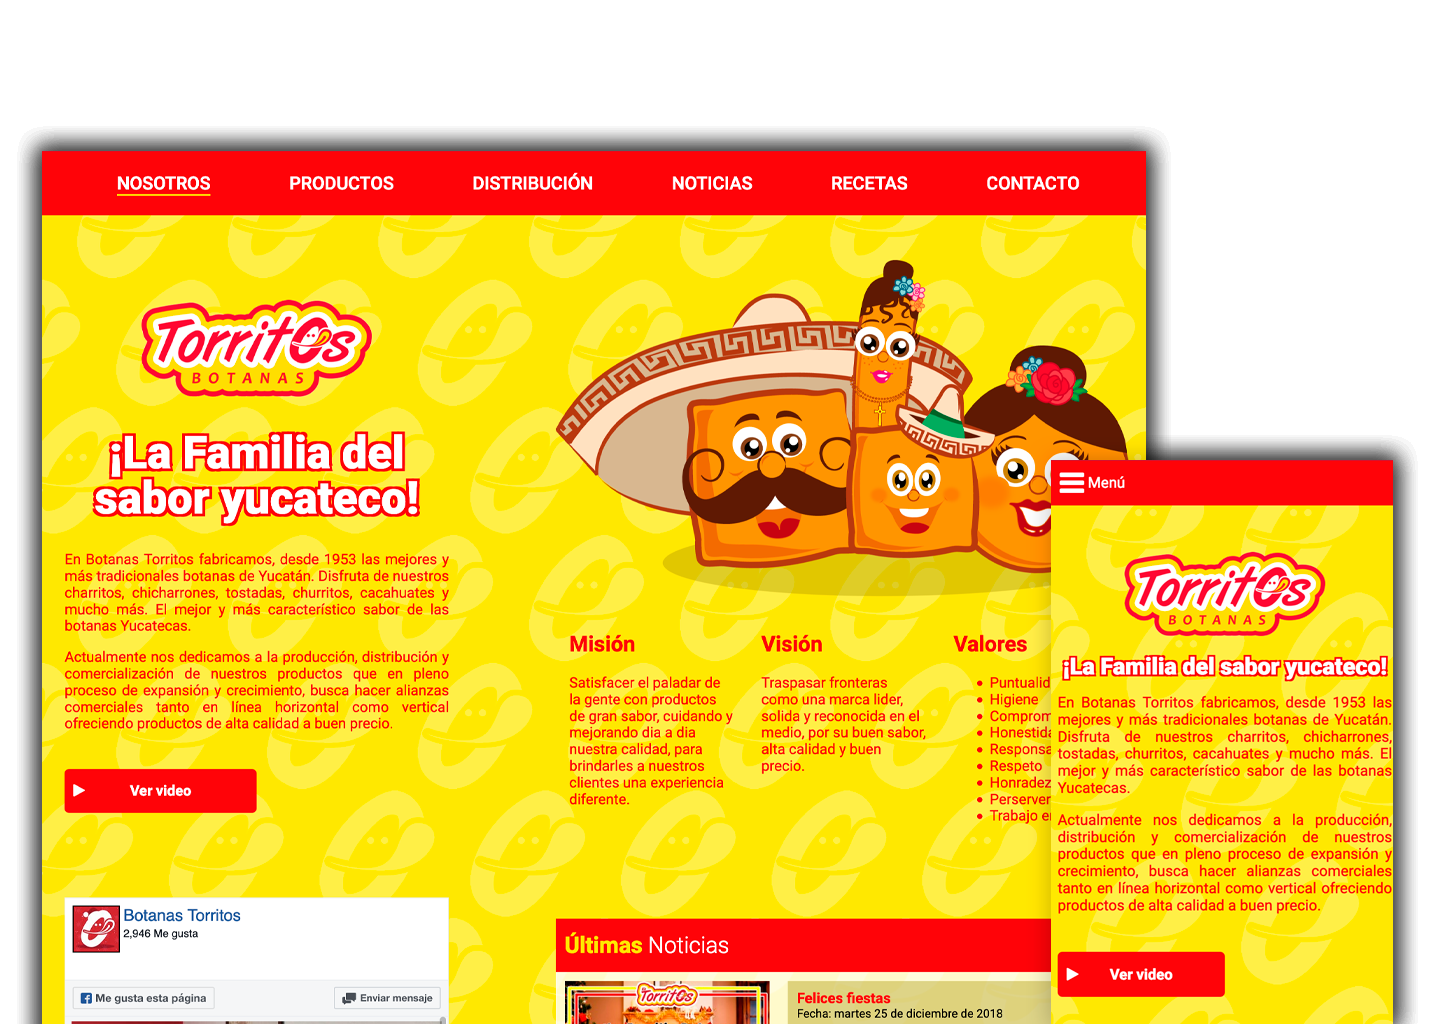 NOSOTROS PRODUCTOS DISTRIBUCIÓN NOTICIAS RECETAS CONTACTO
Torritos
BOTANAS
¡La Familia del
sabor yucateco!
En Botanas Torritos fabricamos, desde 1953 las mejores y
más tradicionales botanas de Yucatán. Disfruta de nuestros
charritos, chicharrones, tostadas, churritos, cacahuates y
mucho más. El mejor y más característico sabor de las
botanas Yucatecas.
Actualmente nos dedicamos a la producción, distribución y
comercialización de nuestros productos que en pleno
proceso de expansión y crecimiento, busca hacer alianzas
comerciales tanto en línea horizontal como vertical
ofreciendo productos de alta calidad a buen precio.
Ver video
Misión
Satisfacer el paladar de
la gente con productos
de gran sabor, cuidando y
mejorando dia a dia
nuestra calidad, para
brindarles a nuestros
clientes una experiencia
diferente.
Visión
Traspasar fronteras
como una marca lider,
solida y reconocida en el
medio, por su buen sabor,
alta calidad y buen
precio.
Valores
Puntualid
Higiene
Comprom
Honestida
Responsa
Respeto
Honradez
Perserver
Trabajo e
Botanas Torritos
2,946 Me gusta
Me gusta esta página
Enviar mensaje
Últimas Noticias
Torritos
Felices fiestas
Fecha: martes 25 de diciembre de 2018
Menú
Torritos
BOTANAS
¡La Familia del sabor yucateco!
En Botanas Torritos fabricamos, desde 1953 las
mejores y más tradicionales botanas de Yucatán.
Disfruta de nuestros charritos, chicharrones,
tostadas, churritos, cacahuates y mucho más. El
mejor y más característico sabor de las botanas
Yucatecas.
Actualmente nos dedicamos a la producción,
distribución y comercialización de nuestros
productos que en pleno proceso de expansión y
crecimiento, busca hacer alianzas comerciales
tanto en línea horizontal como vertical ofreciendo
productos de alta calidad a buen precio.
Ver video